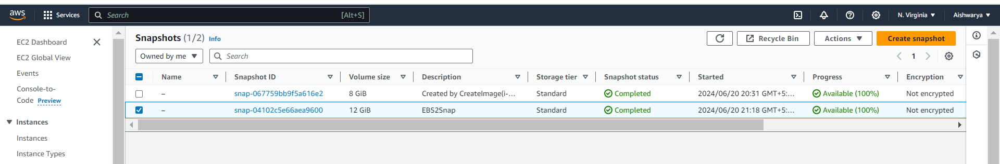 aws Services Search [Alt+S] N. Virginia Aishwarya
EC2 Dashboard
EC2 Global View
Events
Console-to-
Code Preview
Instances
Instances
Instance Types
Snapshots (1/2) Info Recycle Bin Actions Create snapshot
Owned by me Search 1
Name Snapshot ID Volume size Description Storage tier Snapshot status Started Progress Encryption
– snap-067759bb9f5a616e2 8 GiB Created by CreateImage(i-... Standard Completed 2024/06/20 20:31 GMT+5:... Available (100%) Not encrypted
– snap-04102c5e66aea9600 12 GiB EBS2Snap Standard Completed 2024/06/20 21:18 GMT+5:... Available (100%) Not encrypted